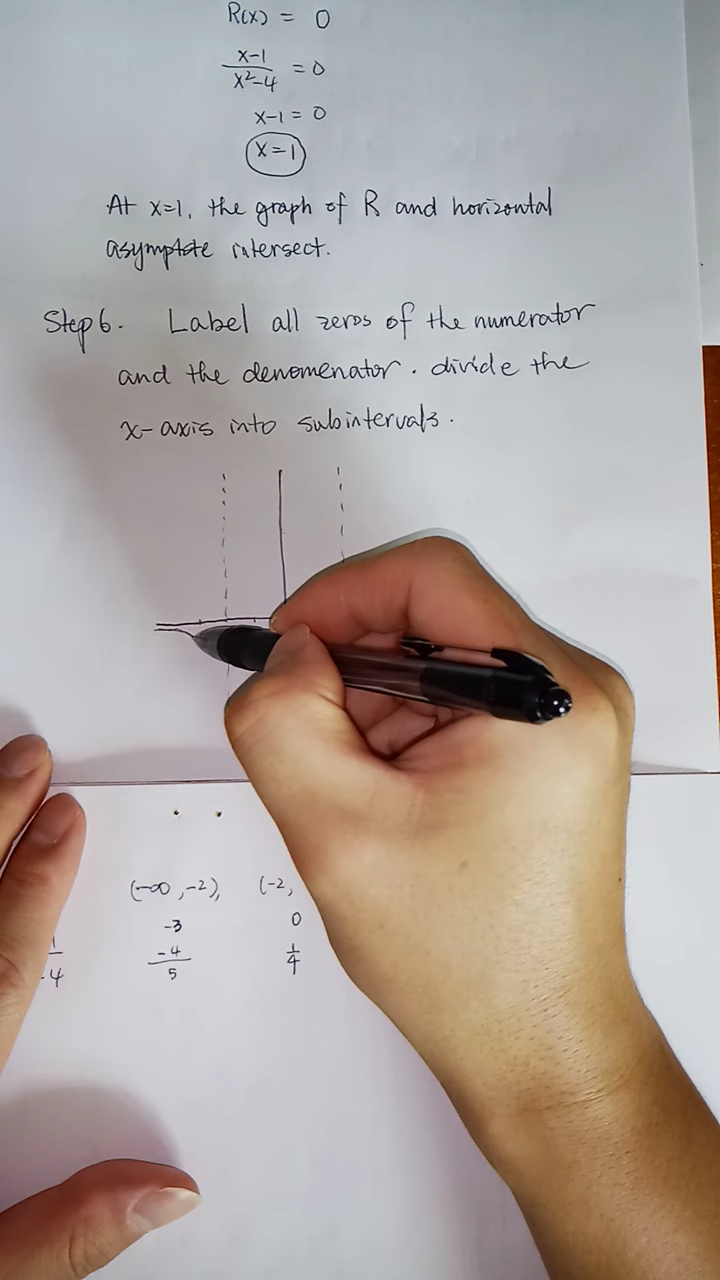 R(x) = 0
x-1 / x²-4 = 0
x-1 = 0
x=1
At x=1, the graph of R and horizontal
asymptote intersect.
Step 6. Label all zeros of the numerator
and the denomenator. divide the
x-axis into subintervals.
(-∞, -2), (-2,
-3 0
-4/5 1/4